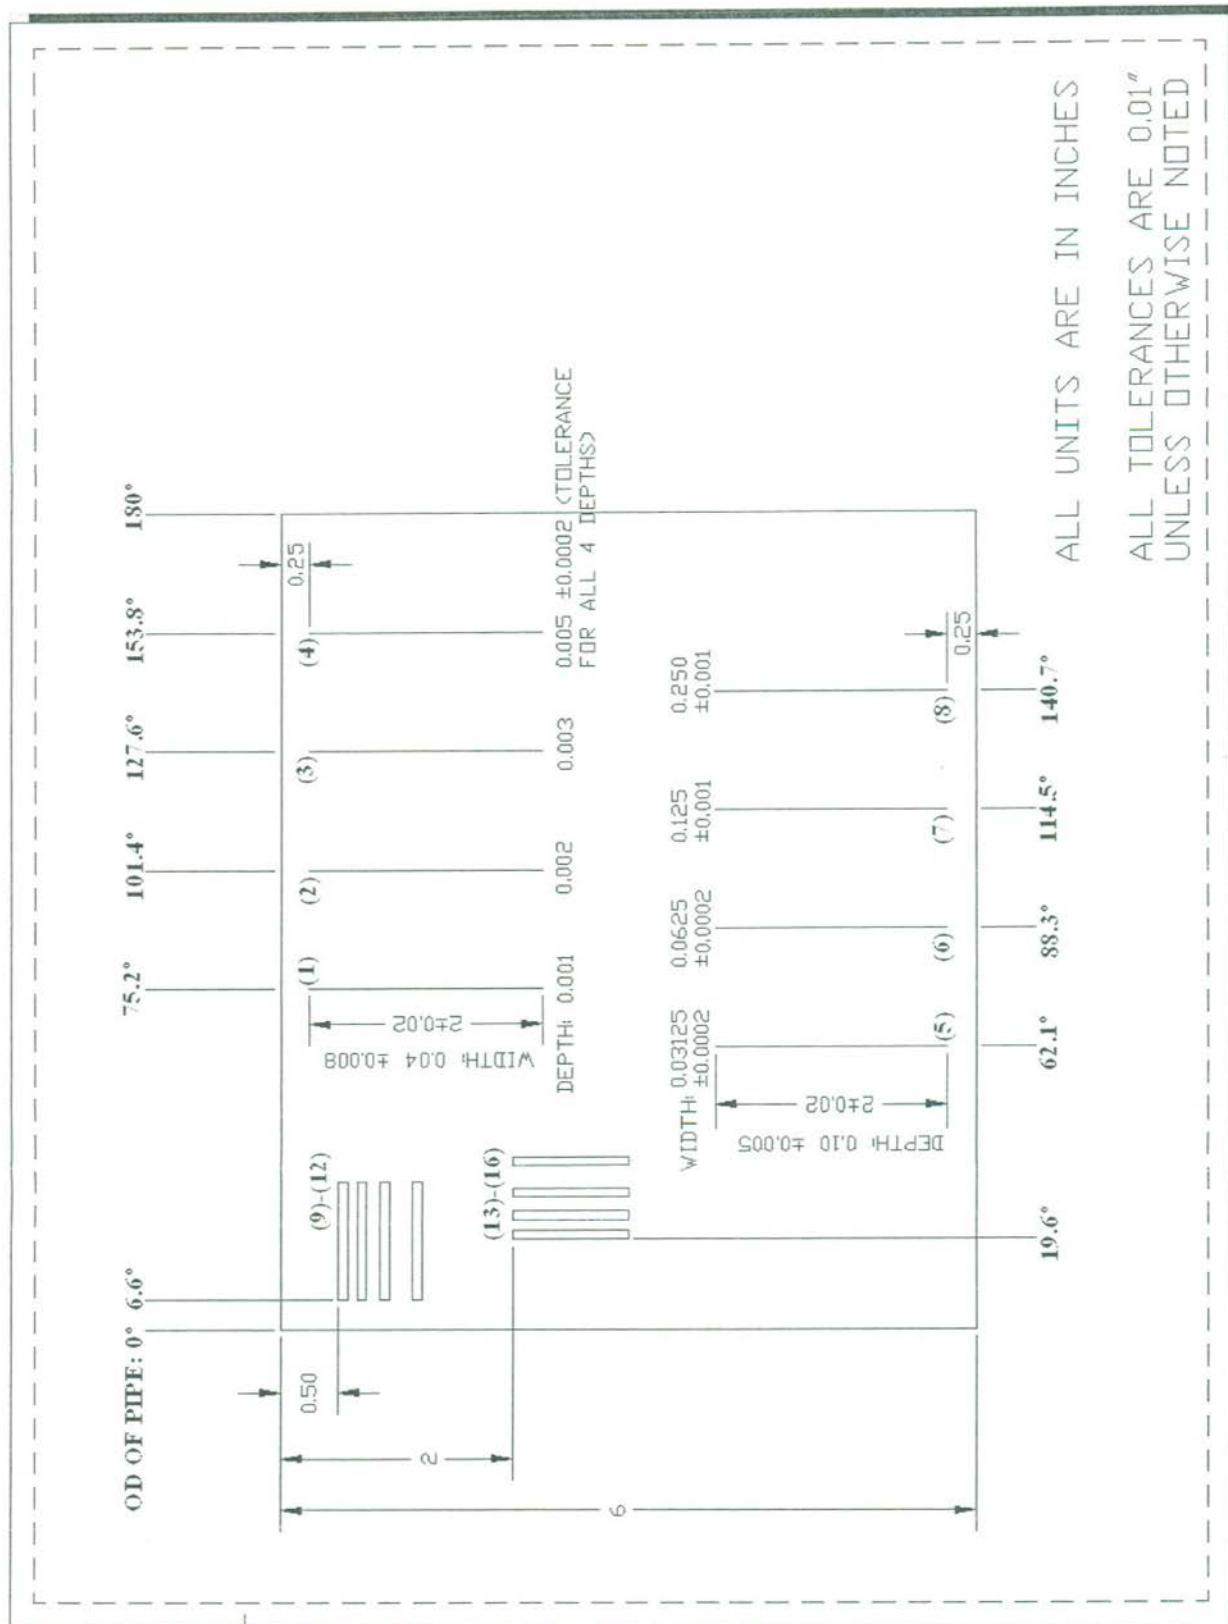 OD OF PIPE: 0° 6.6° 75.2° 101.4° 127.6° 153.8° 180°
0.50
0.25
(9)-(12)
(1)
(2)
(3)
(4)
2
2±0.02
WIDTH: 0.04 ±0.008
(13)-(16)
DEPTH: 0.001
0.002
0.003
0.005 ±0.0002 (TOLERANCE
FOR ALL 4 DEPTHS)
6
WIDTH: 0.03125
±0.0002
0.0625
±0.0002
0.125
±0.001
0.250
±0.001
2±0.02
DEPTH: 0.10 ±0.005
(5)
(6)
(7)
(8)
0.25
19.6° 62.1° 88.3° 114.5° 140.7°
ALL UNITS ARE IN INCHES
ALL TOLERANCES ARE 0.01"
UNLESS OTHERWISE NOTED